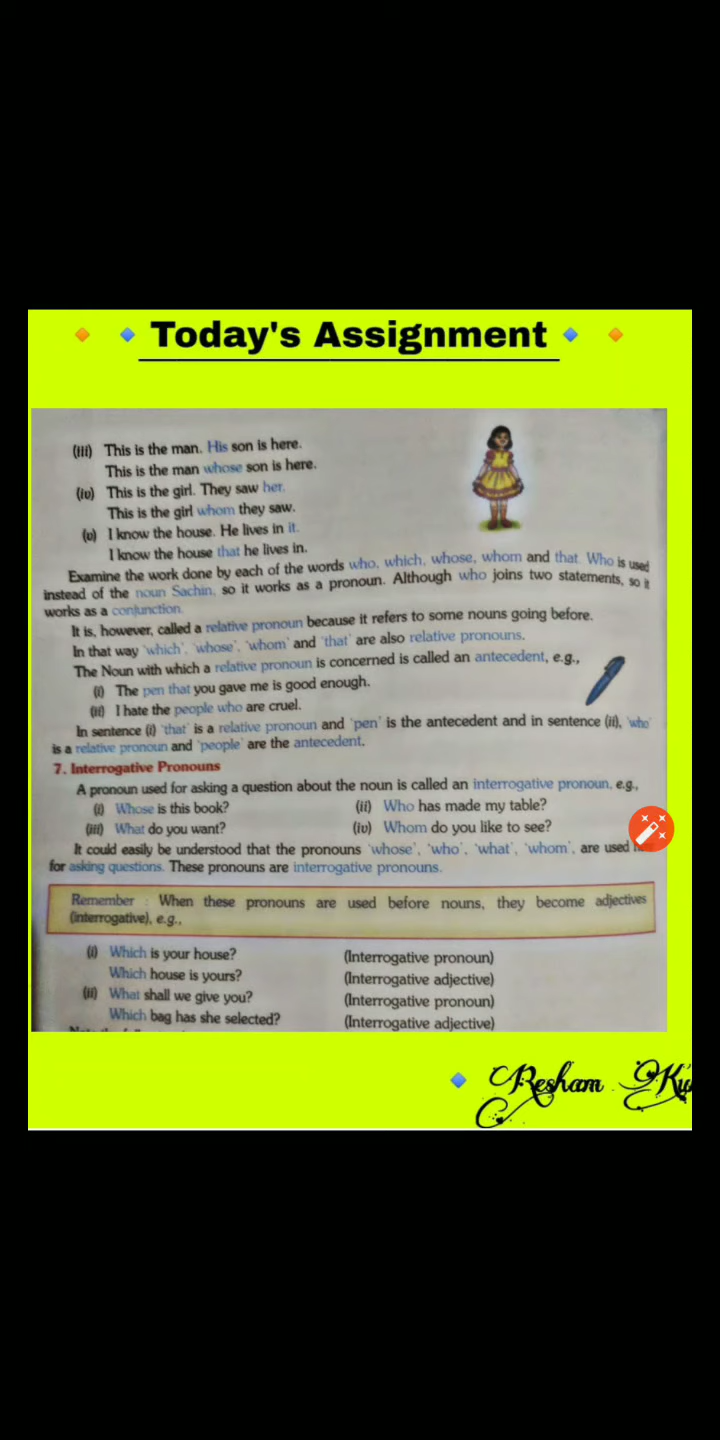 Today's Assignment
(iii) This is the man. His son is here.
This is the man whose son is here.
(iv) This is the girl. They saw her.
This is the girl whom they saw.
(v) I know the house. He lives in it.
I know the house that he lives in.
Examine the work done by each of the words who, which, whose, whom and that. Who is used
instead of the noun Sachin, so it works as a pronoun. Although who joins two statements, so it
works as a conjunction.
It is, however, called a relative pronoun because it refers to some nouns going before.
In that way 'which', 'whose', 'whom' and 'that' are also relative pronouns.
The Noun with which a relative pronoun is concerned is called an antecedent, e.g.,
(i) The pen that you gave me is good enough.
(ii) I hate the people who are cruel.
In sentence (i) 'that' is a relative pronoun and 'pen' is the antecedent and in sentence (ii), 'who'
is a relative pronoun and 'people' are the antecedent.
7. Interrogative Pronouns
A pronoun used for asking a question about the noun is called an interrogative pronoun, e.g.,
(i) Whose is this book? (ii) Who has made my table?
(iii) What do you want? (iv) Whom do you like to see?
It could easily be understood that the pronouns 'whose', 'who', 'what', 'whom', are used
for asking questions. These pronouns are interrogative pronouns.
Remember : When these pronouns are used before nouns, they become adjectives
(interrogative), e.g.,
(i) Which is your house? (Interrogative pronoun)
Which house is yours? (Interrogative adjective)
(ii) What shall we give you? (Interrogative pronoun)
Which bag has she selected? (Interrogative adjective)
Resham